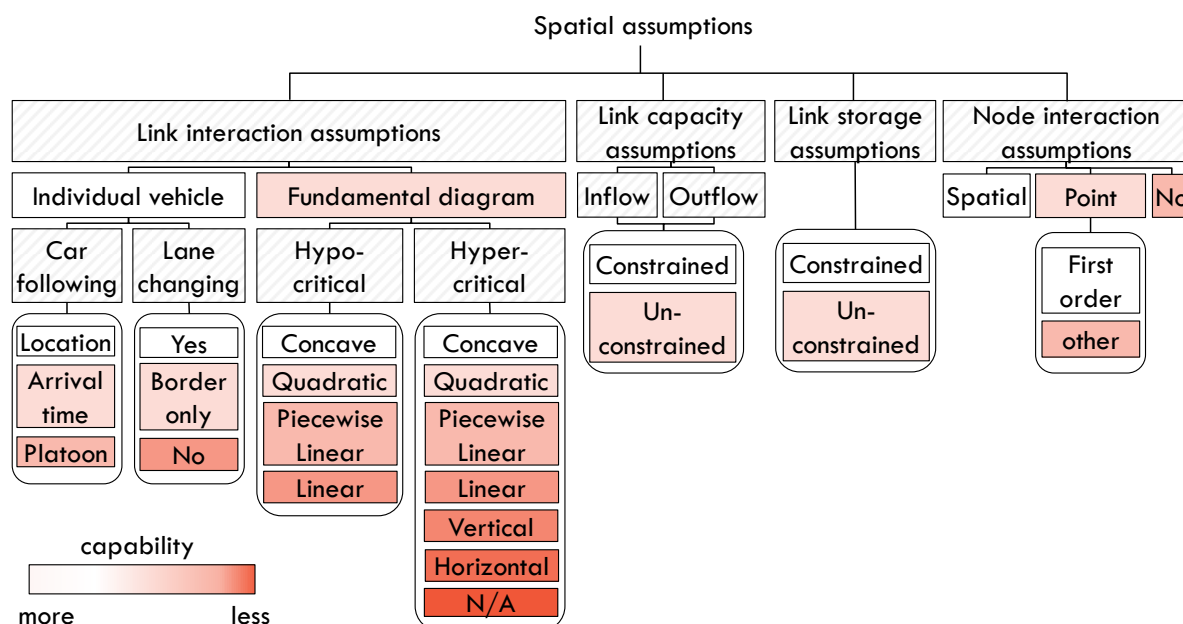 Spatial assumptions
Link interaction assumptions
Link capacity
assumptions
Link storage
assumptions
Node interaction
assumptions
Individual vehicle
Fundamental diagram
Inflow
Outflow
Spatial
Point
No
Car
following
Lane
changing
Hypo-
critical
Hyper-
critical
Location
Arrival
time
Platoon
Yes
Border
only
No
Concave
Quadratic
Piecewise
Linear
Linear
Concave
Quadratic
Piecewise
Linear
Linear
Vertical
Horizontal
N/A
Constrained
Un-
constrained
Constrained
Un-
constrained
First
order
other
capability
more
less